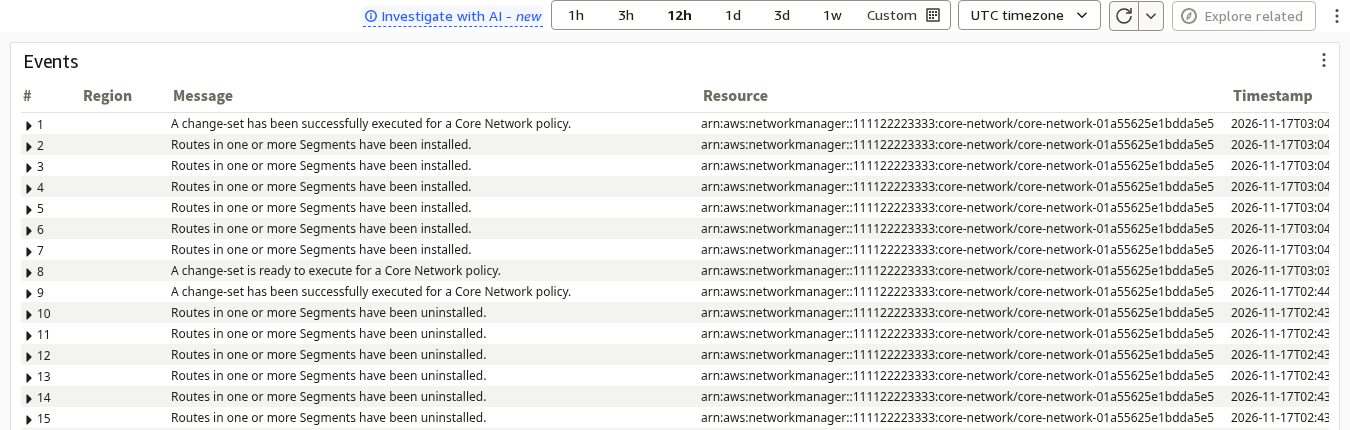 Investigate with AI - new 1h 3h 12h 1d 3d 1w Custom UTC timezone Explore related
Events
# Region Message Resource Timestamp
1 A change-set has been successfully executed for a Core Network policy. arn:aws:networkmanager::111122223333:core-network/core-network-01a55625e1bdda5e5 2026-11-17T03:04
2 Routes in one or more Segments have been installed. arn:aws:networkmanager::111122223333:core-network/core-network-01a55625e1bdda5e5 2026-11-17T03:04
3 Routes in one or more Segments have been installed. arn:aws:networkmanager::111122223333:core-network/core-network-01a55625e1bdda5e5 2026-11-17T03:04
4 Routes in one or more Segments have been installed. arn:aws:networkmanager::111122223333:core-network/core-network-01a55625e1bdda5e5 2026-11-17T03:04
5 Routes in one or more Segments have been installed. arn:aws:networkmanager::111122223333:core-network/core-network-01a55625e1bdda5e5 2026-11-17T03:04
6 Routes in one or more Segments have been installed. arn:aws:networkmanager::111122223333:core-network/core-network-01a55625e1bdda5e5 2026-11-17T03:04
7 Routes in one or more Segments have been installed. arn:aws:networkmanager::111122223333:core-network/core-network-01a55625e1bdda5e5 2026-11-17T03:04
8 A change-set is ready to execute for a Core Network policy. arn:aws:networkmanager::111122223333:core-network/core-network-01a55625e1bdda5e5 2026-11-17T03:03
9 A change-set has been successfully executed for a Core Network policy. arn:aws:networkmanager::111122223333:core-network/core-network-01a55625e1bdda5e5 2026-11-17T02:44
10 Routes in one or more Segments have been uninstalled. arn:aws:networkmanager::111122223333:core-network/core-network-01a55625e1bdda5e5 2026-11-17T02:43
11 Routes in one or more Segments have been uninstalled. arn:aws:networkmanager::111122223333:core-network/core-network-01a55625e1bdda5e5 2026-11-17T02:43
12 Routes in one or more Segments have been uninstalled. arn:aws:networkmanager::111122223333:core-network/core-network-01a55625e1bdda5e5 2026-11-17T02:43
13 Routes in one or more Segments have been uninstalled. arn:aws:networkmanager::111122223333:core-network/core-network-01a55625e1bdda5e5 2026-11-17T02:43
14 Routes in one or more Segments have been uninstalled. arn:aws:networkmanager::111122223333:core-network/core-network-01a55625e1bdda5e5 2026-11-17T02:43
15 Routes in one or more Segments have been uninstalled. arn:aws:networkmanager::111122223333:core-network/core-network-01a55625e1bdda5e5 2026-11-17T02:43